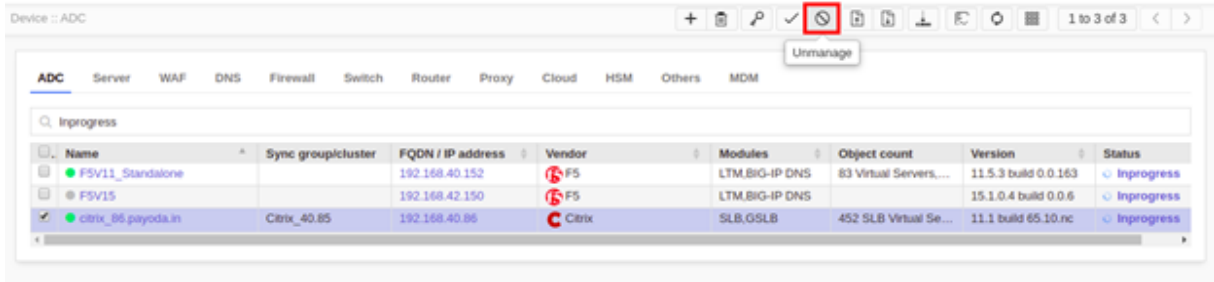 Device :: ADC 1 to 3 of 3
Unmanage
ADC Server WAF DNS Firewall Switch Router Proxy Cloud HSM Others MDM
Inprogress
Name Sync group/cluster FQDN / IP address Vendor Modules Object count Version Status
F5V11_Standalone 192.168.40.152 F5 LTM,BIG-IP DNS 83 Virtual Servers,... 11.5.3 build 0.0.163 Inprogress
F5V15 192.168.42.150 F5 LTM,BIG-IP DNS 15.1.0.4 build 0.0.6 Inprogress
citrix_86.payoda.in Citrix_40.85 192.168.40.86 Citrix SLB,GSLB 452 SLB Virtual Se... 11.1 build 65.10.nc Inprogress